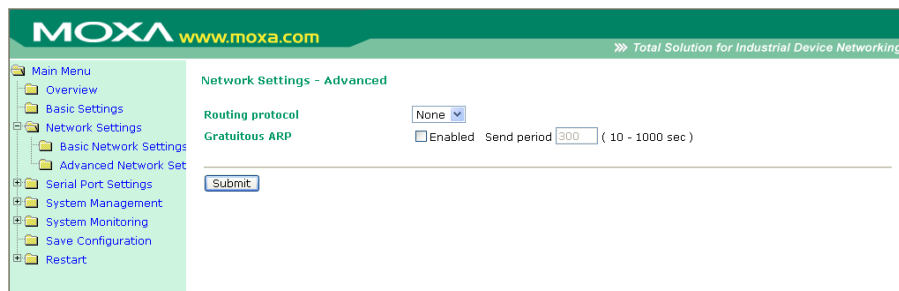 MOXA www.moxa.com
Total Solution for Industrial Device Networking
Main Menu
Overview
Basic Settings
Network Settings
Basic Network Settings
Advanced Network Set
Serial Port Settings
System Management
System Monitoring
Save Configuration
Restart
Network Settings - Advanced
Routing protocol None
Gratuitous ARP Enabled Send period 300 ( 10 - 1000 sec )
Submit